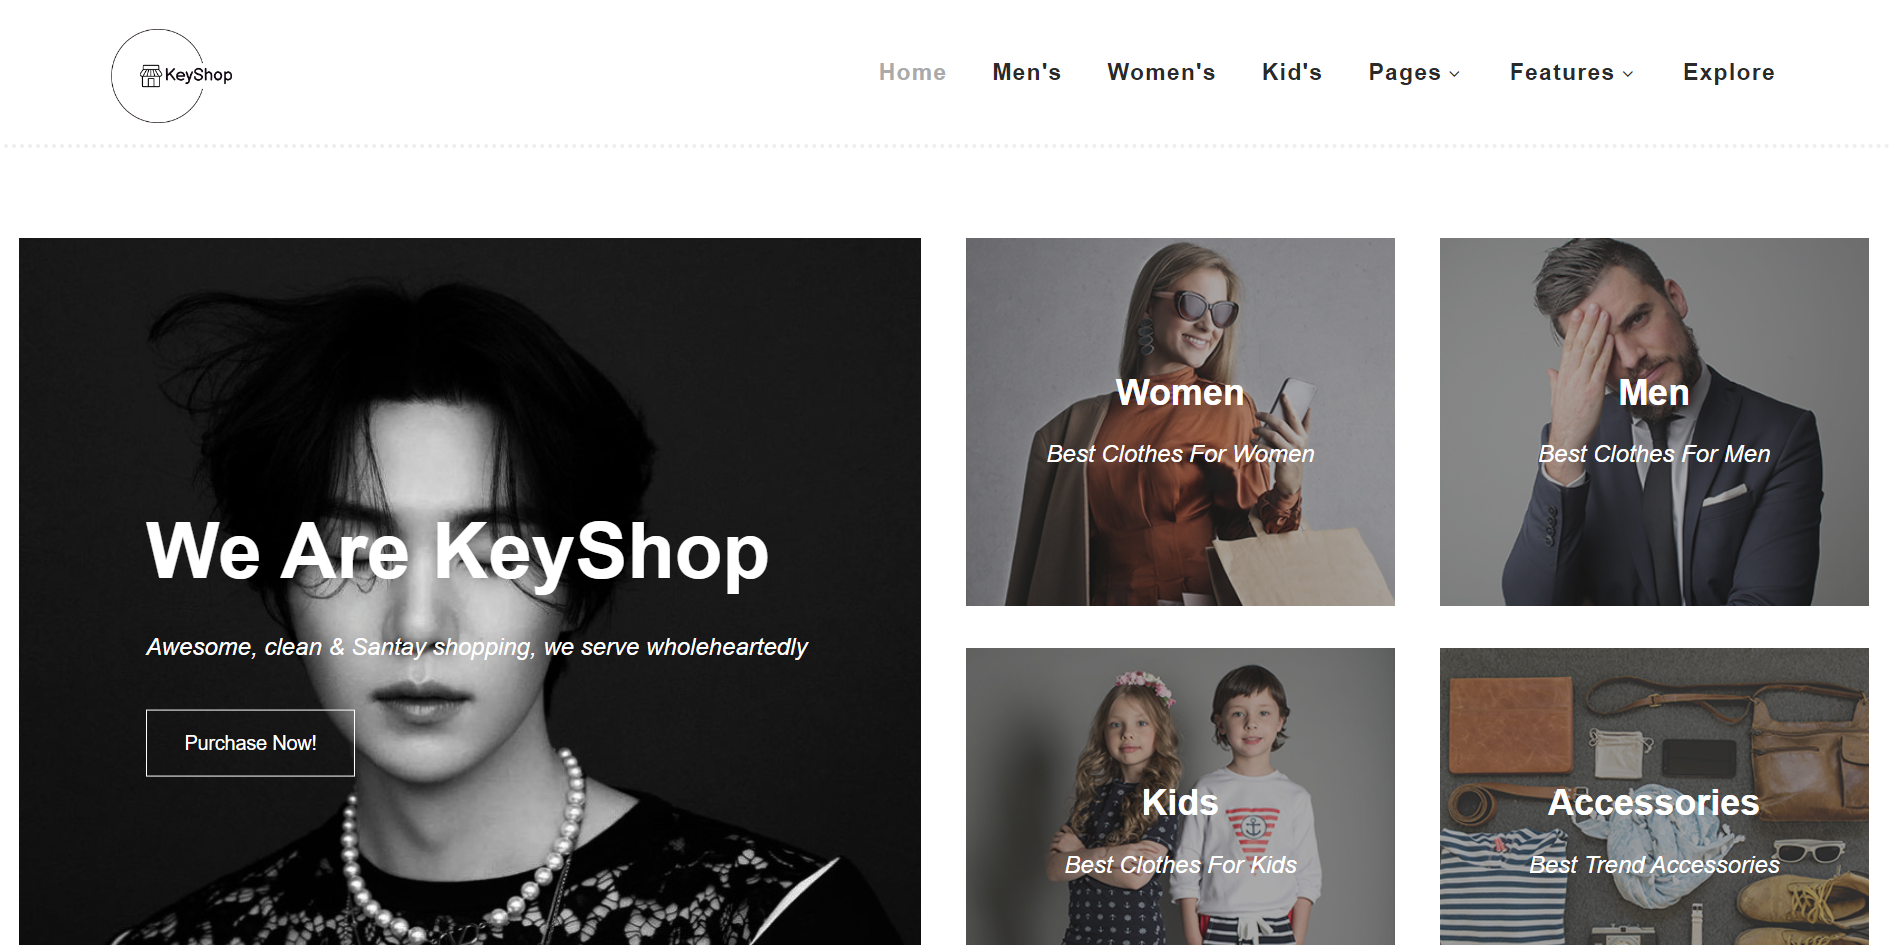 KeyShop
Home
Men's
Women's
Kid's
Pages
Features
Explore
We Are KeyShop
Awesome, clean & Santay shopping, we serve wholeheartedly
Purchase Now!
Women
Best Clothes For Women
Men
Best Clothes For Men
Kids
Best Clothes For Kids
Accessories
Best Trend Accessories